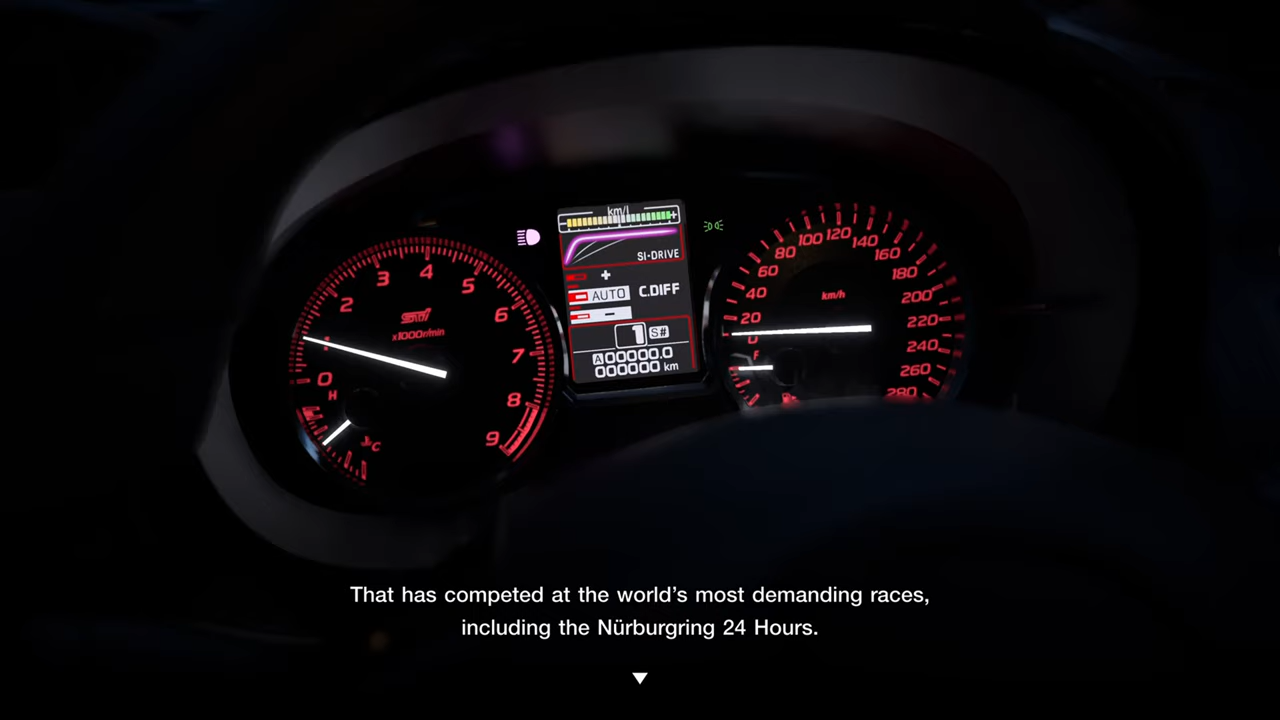 km/l
SI-DRIVE
+
AUTO
C.DIFF
-
1 S#
A 00000.0
000000 km
0 1 2 3 4 5 6 7 8 9
STI
x1000r/min
H
C
0 20 40 60 80 100 120 140 160 180 200 220 240 260 280
km/h
F
That has competed at the world's most demanding races,
including the Nürburgring 24 Hours.